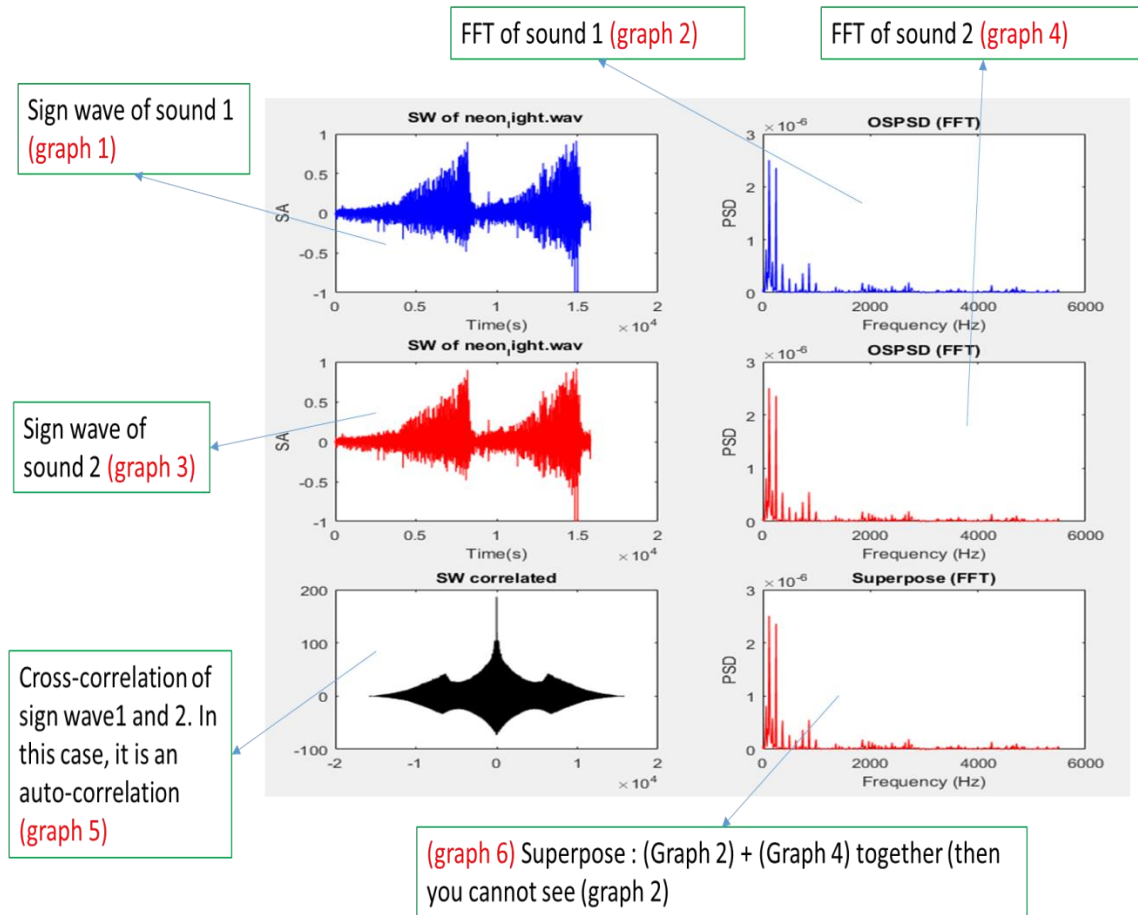 FFT of sound 1 (graph 2)
FFT of sound 2 (graph 4)
Sign wave of sound 1
(graph 1)
SW of neon_light.wav
1
0.5
0
-0.5
-1
SA
0
0.5
1
1.5
2
Time(s)
× 10^4
OSPSD (FFT)
× 10^-6
3
2
1
0
PSD
0
2000
4000
6000
Frequency (Hz)
Sign wave of
sound 2 (graph 3)
SW of neon_light.wav
1
0.5
0
-0.5
-1
SA
0
0.5
1
1.5
2
Time(s)
× 10^4
OSPSD (FFT)
× 10^-6
3
2
1
0
PSD
0
2000
4000
6000
Frequency (Hz)
Cross-correlation of
sign wave1 and 2. In
this case, it is an
auto-correlation
(graph 5)
SW correlated
200
100
0
-100
-2
-1
0
1
2
× 10^4
Superpose (FFT)
× 10^-6
3
2
1
0
PSD
0
2000
4000
6000
Frequency (Hz)
(graph 6) Superpose : (Graph 2) + (Graph 4) together (then
you cannot see (graph 2)